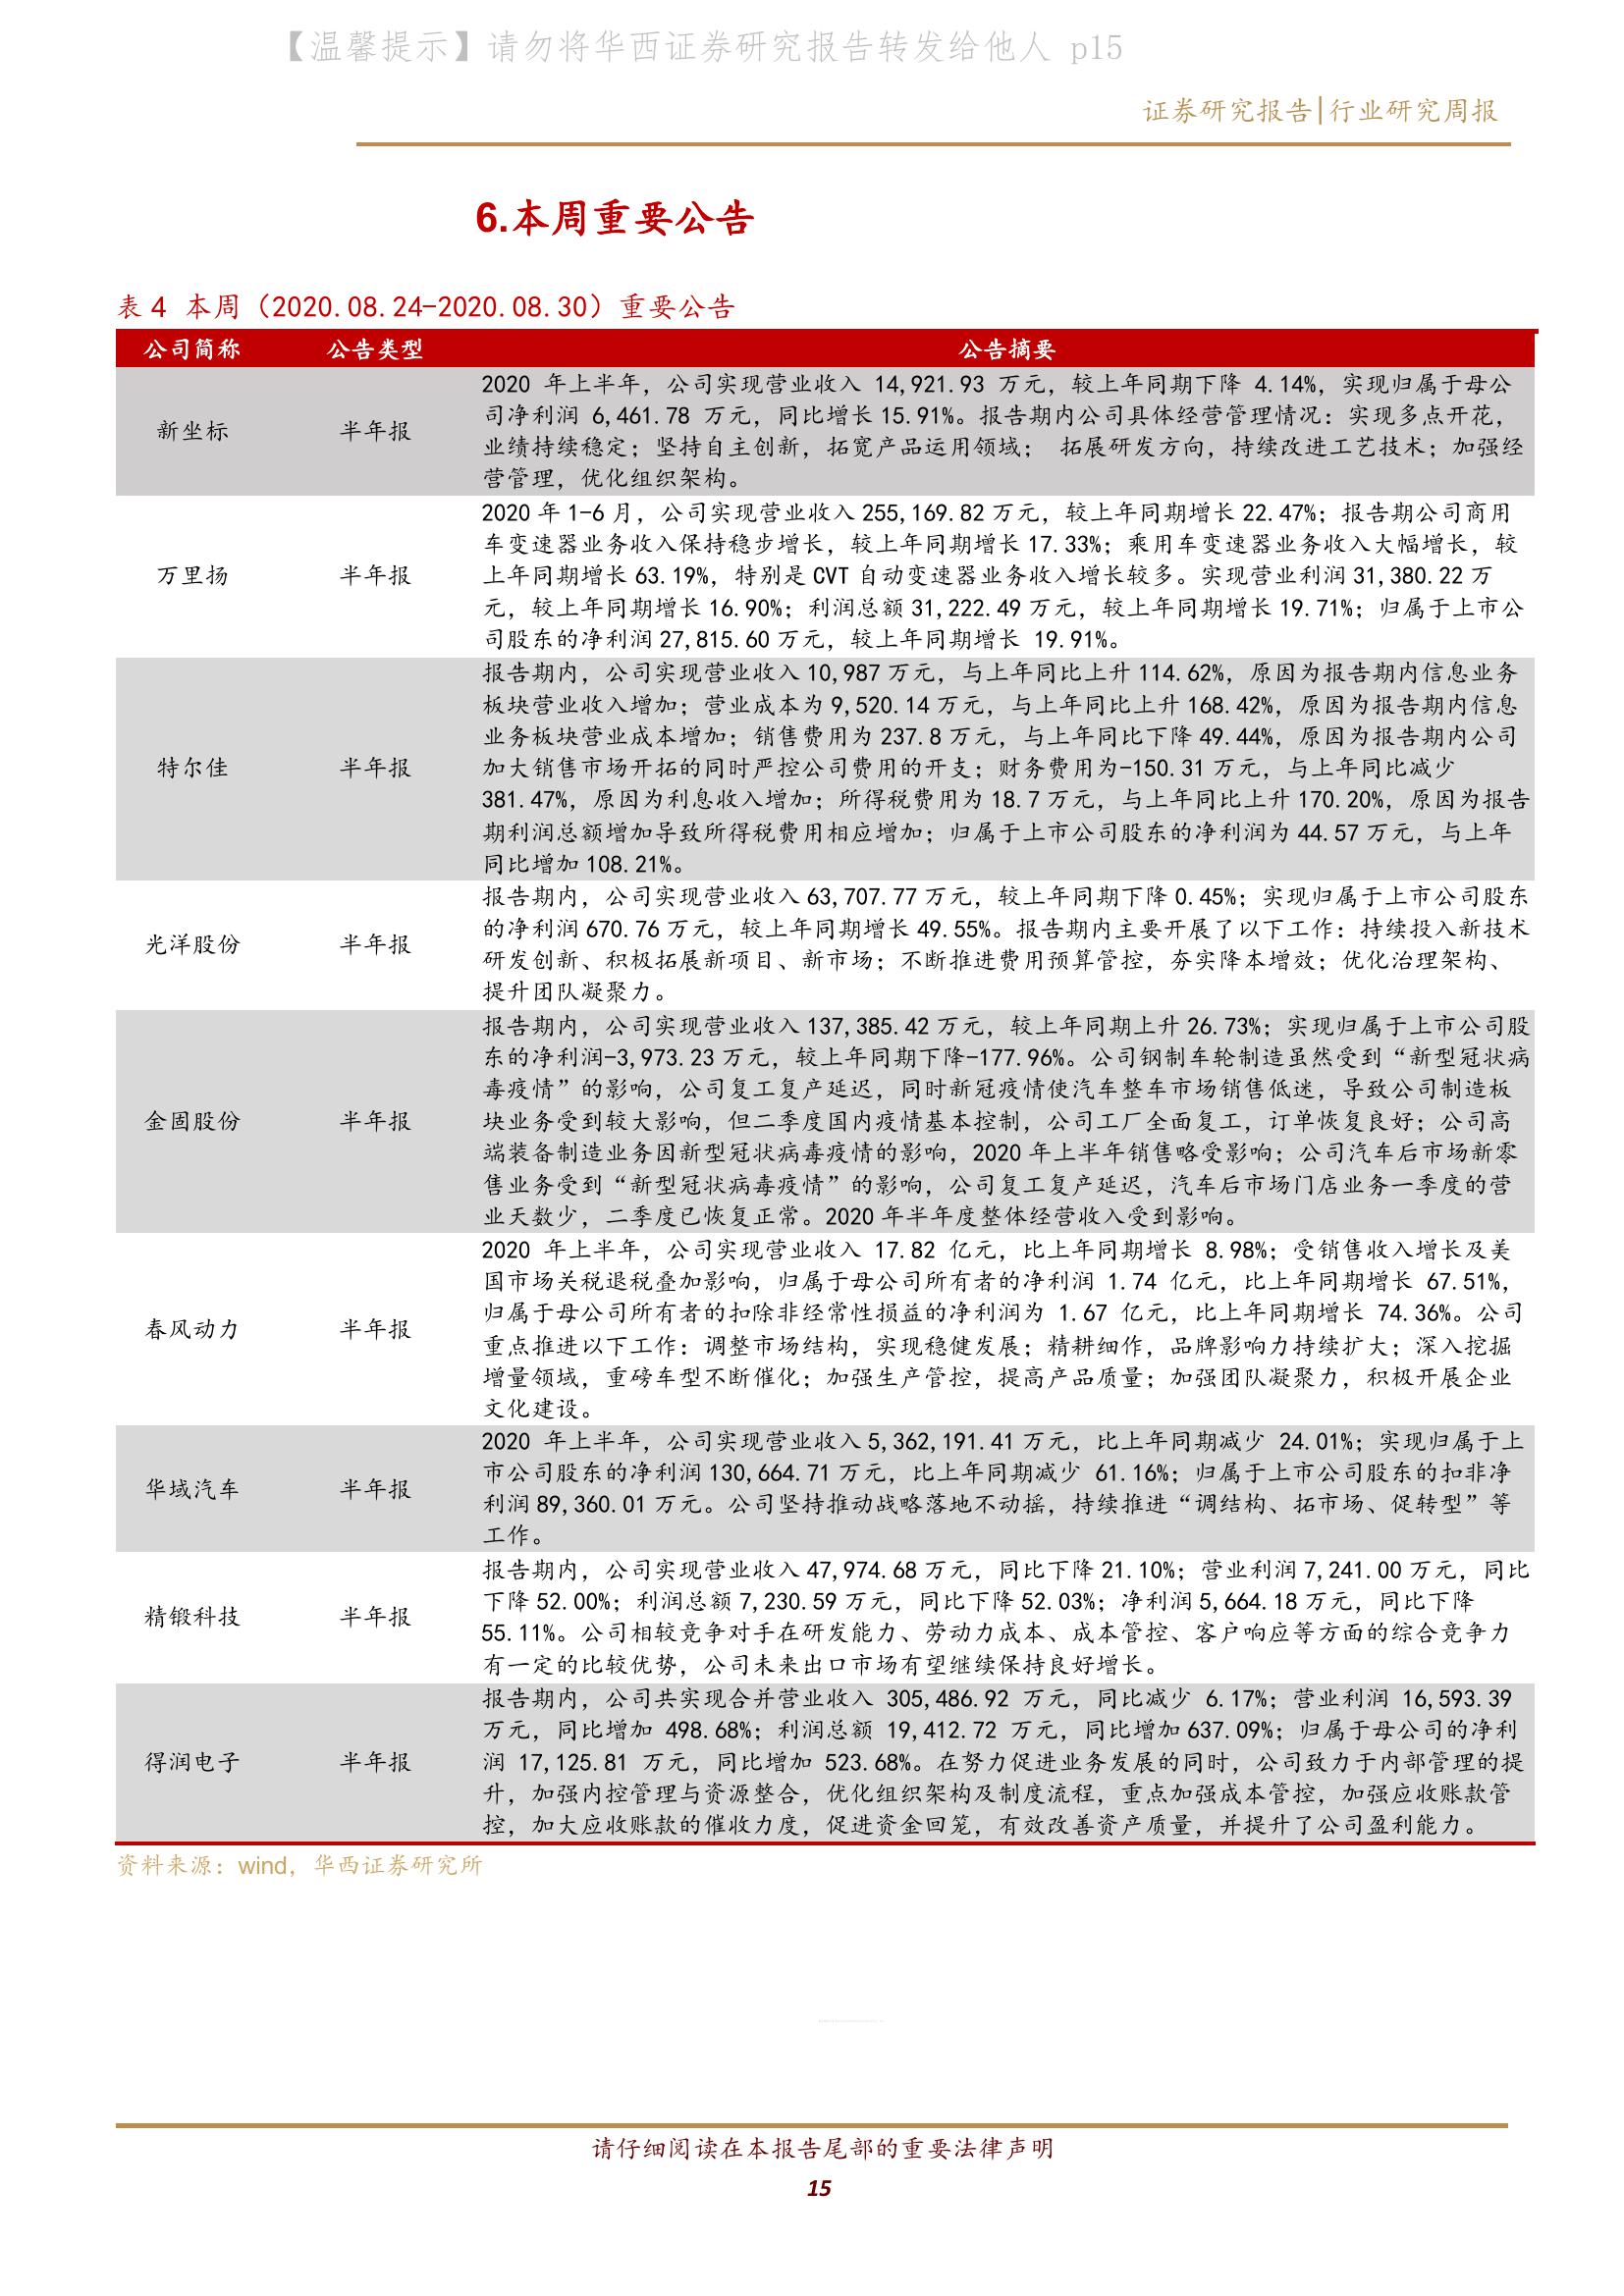 【温馨提示】请勿将华西证券研究报告转发给他人 p15
证券研究报告|行业研究周报
6.本周重要公告
表 4 本周（2020.08.24-2020.08.30）重要公告
公司简称 公告类型 公告摘要
新坐标 半年报
2020 年上半年，公司实现营业收入 14,921.93 万元，较上年同期下降 4.14%，实现归属于母公
司净利润 6,461.78 万元，同比增长 15.91%。报告期内公司具体经营管理情况：实现多点开花，
业绩持续稳定；坚持自主创新，拓宽产品运用领域； 拓展研发方向，持续改进工艺技术；加强经
营管理，优化组织架构。
万里扬 半年报
2020 年 1-6 月，公司实现营业收入 255,169.82 万元，较上年同期增长 22.47%；报告期公司商用
车变速器业务收入保持稳步增长，较上年同期增长 17.33%；乘用车变速器业务收入大幅增长，较
上年同期增长 63.19%，特别是 CVT 自动变速器业务收入增长较多。实现营业利润 31,380.22 万
元，较上年同期增长 16.90%；利润总额 31,222.49 万元，较上年同期增长 19.71%；归属于上市公
司股东的净利润 27,815.60 万元，较上年同期增长 19.91%。
特尔佳 半年报
报告期内，公司实现营业收入 10,987 万元，与上年同比上升 114.62%，原因为报告期内信息业务
板块营业收入增加；营业成本为 9,520.14 万元，与上年同比上升 168.42%，原因为报告期内信息
业务板块营业成本增加；销售费用为 237.8 万元，与上年同比下降 49.44%，原因为报告期内公司
加大销售市场开拓的同时严控公司费用的开支；财务费用为-150.31 万元，与上年同比减少
381.47%，原因为利息收入增加；所得税费用为 18.7 万元，与上年同比上升 170.20%，原因为报告
期利润总额增加导致所得税费用相应增加；归属于上市公司股东的净利润为 44.57 万元，与上年
同比增加 108.21%。
光洋股份 半年报
报告期内，公司实现营业收入 63,707.77 万元，较上年同期下降 0.45%；实现归属于上市公司股东
的净利润 670.76 万元，较上年同期增长 49.55%。报告期内主要开展了以下工作：持续投入新技术
研发创新、积极拓展新项目、新市场；不断推进费用预算管控，夯实降本增效；优化治理架构、
提升团队凝聚力。
金固股份 半年报
报告期内，公司实现营业收入 137,385.42 万元，较上年同期上升 26.73%；实现归属于上市公司股
东的净利润-3,973.23 万元，较上年同期下降-177.96%。公司钢制车轮制造虽然受到“新型冠状病
毒疫情”的影响，公司复工复产延迟，同时新冠疫情使汽车整车市场销售低迷，导致公司制造板
块业务受到较大影响，但二季度国内疫情基本控制，公司工厂全面复工，订单恢复良好；公司高
端装备制造业务因新型冠状病毒疫情的影响，2020 年上半年销售略受影响；公司汽车后市场新零
售业务受到“新型冠状病毒疫情”的影响，公司复工复产延迟，汽车后市场门店业务一季度的营
业天数少，二季度已恢复正常。2020 年半年度整体经营收入受到影响。
春风动力 半年报
2020 年上半年，公司实现营业收入 17.82 亿元，比上年同期增长 8.98%；受销售收入增长及美
国市场关税退税叠加影响，归属于母公司所有者的净利润 1.74 亿元，比上年同期增长 67.51%，
归属于母公司所有者的扣除非经常性损益的净利润为 1.67 亿元，比上年同期增长 74.36%。公司
重点推进以下工作：调整市场结构，实现稳健发展；精耕细作，品牌影响力持续扩大；深入挖掘
增量领域，重磅车型不断催化；加强生产管控，提高产品质量；加强团队凝聚力，积极开展企业
文化建设。
华域汽车 半年报
2020 年上半年，公司实现营业收入 5,362,191.41 万元，比上年同期减少 24.01%；实现归属于上
市公司股东的净利润 130,664.71 万元，比上年同期减少 61.16%；归属于上市公司股东的扣非净
利润 89,360.01 万元。公司坚持推动战略落地不动摇，持续推进“调结构、拓市场、促转型”等
工作。
精锻科技 半年报
报告期内，公司实现营业收入 47,974.68 万元，同比下降 21.10%；营业利润 7,241.00 万元，同比
下降 52.00%；利润总额 7,230.59 万元，同比下降 52.03%；净利润 5,664.18 万元，同比下降
55.11%。公司相较竞争对手在研发能力、劳动力成本、成本管控、客户响应等方面的综合竞争力
有一定的比较优势，公司未来出口市场有望继续保持良好增长。
得润电子 半年报
报告期内，公司共实现合并营业收入 305,486.92 万元，同比减少 6.17%；营业利润 16,593.39
万元，同比增加 498.68%；利润总额 19,412.72 万元，同比增加 637.09%；归属于母公司的净利
润 17,125.81 万元，同比增加 523.68%。在努力促进业务发展的同时，公司致力于内部管理的提
升，加强内控管理与资源整合，优化组织架构及制度流程，重点加强成本管控，加强应收账款管
控，加大应收账款的催收力度，促进资金回笼，有效改善资产质量，并提升了公司盈利能力。
资料来源：wind，华西证券研究所
请仔细阅读在本报告尾部的重要法律声明
15